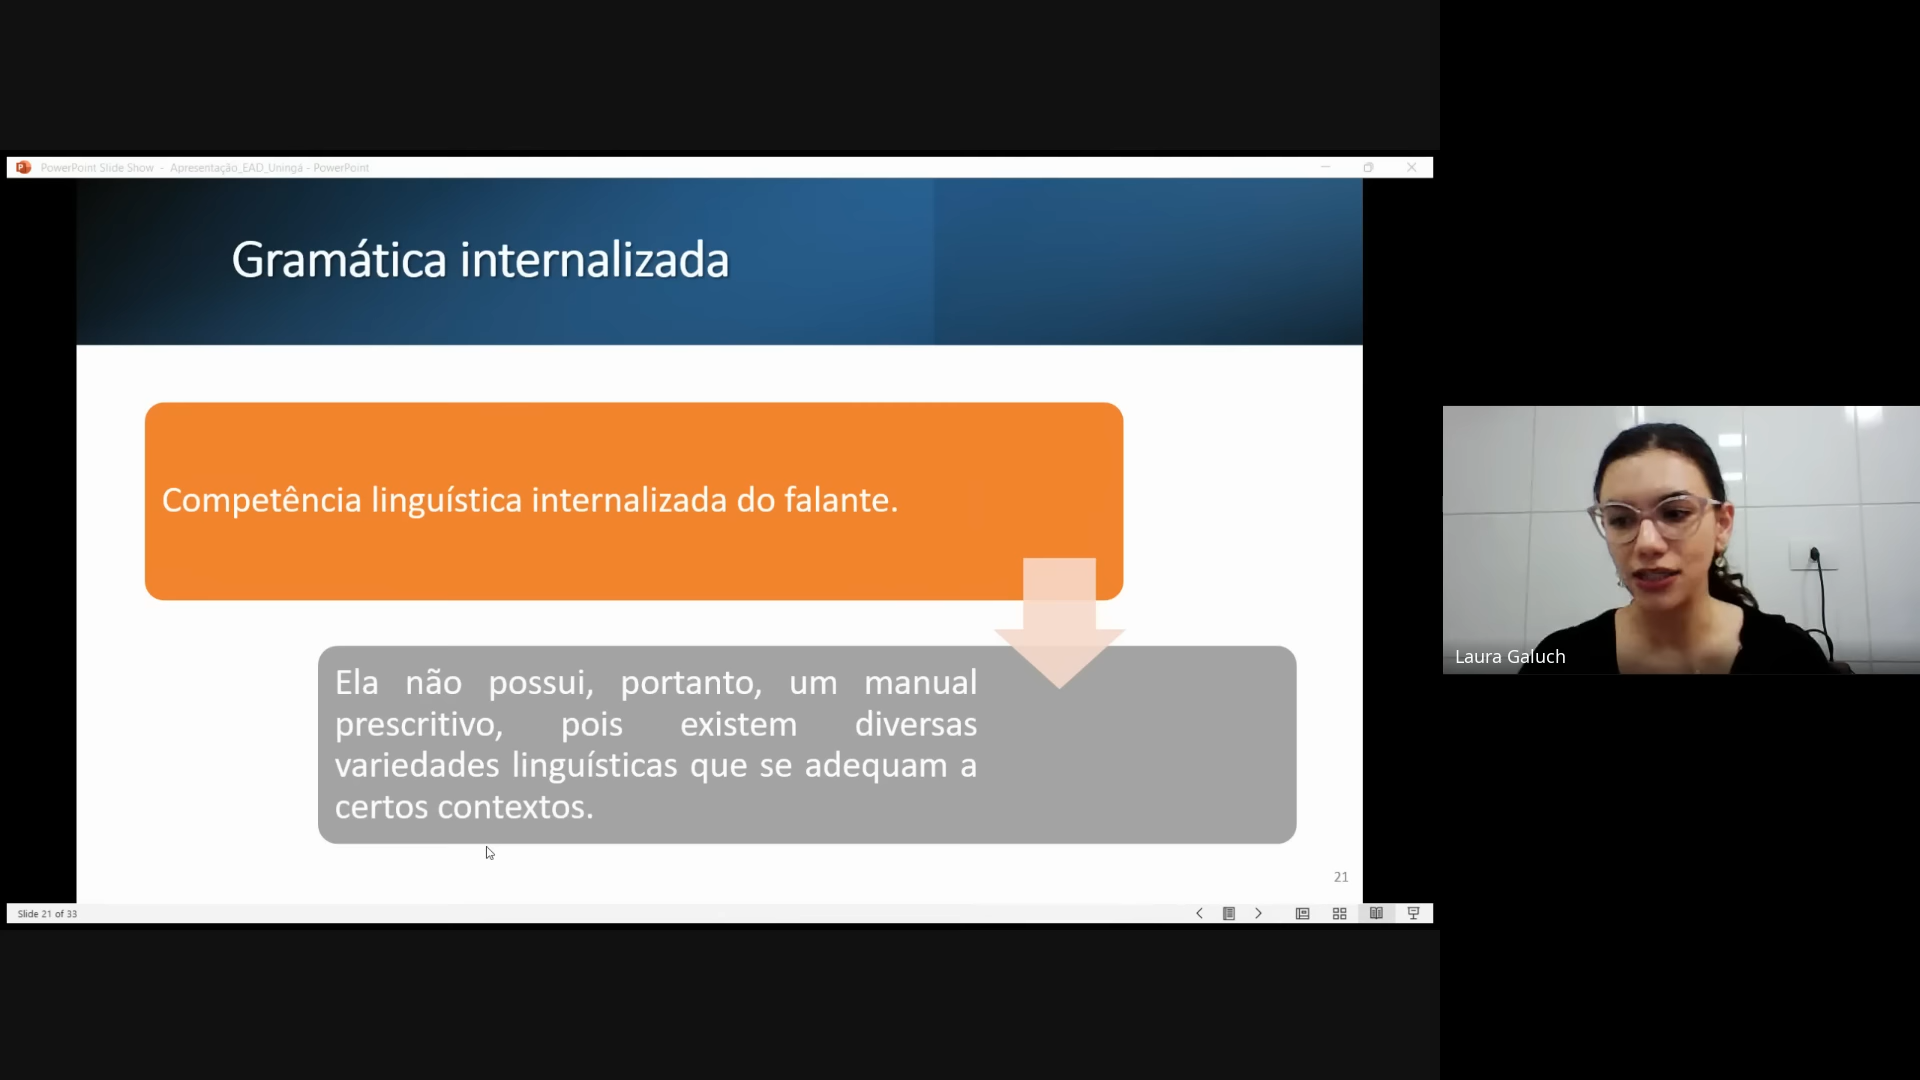 PowerPoint Slide Show - Apresentação_EAD_Uningá - PowerPoint
Gramática internalizada
Competência linguística internalizada do falante.
Ela não possui, portanto, um manual
prescritivo, pois existem diversas
variedades linguísticas que se adequam a
certos contextos.
21
Slide 21 of 33
Laura Galuch